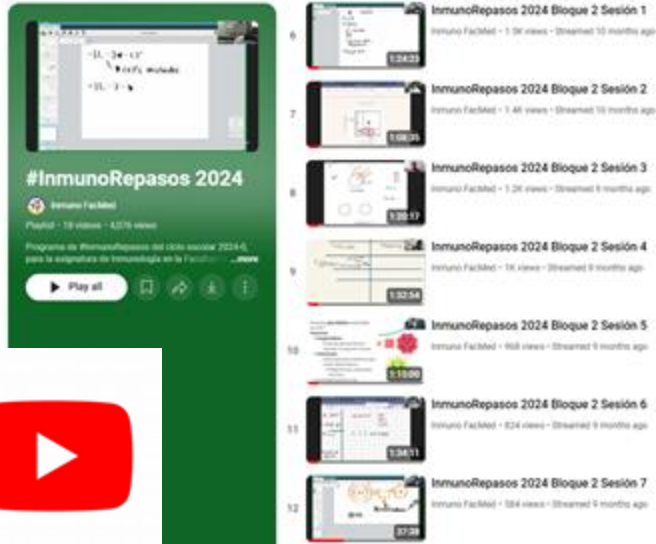 #InmunoRepasos 2024
Inmuno FacMed
Playlist • 18 videos • 4,076 views
Programa de #InmunoRepasos del ciclo escolar 2024-II,
para la asignatura de Inmunología en la Facultad ...more
Play all
6
1:24:23
InmunoRepasos 2024 Bloque 2 Sesión 1
Inmuno FacMed • 1.9K views • Streamed 10 months ago
7
1:08:35
InmunoRepasos 2024 Bloque 2 Sesión 2
Inmuno FacMed • 1.4K views • Streamed 10 months ago
8
1:20:17
InmunoRepasos 2024 Bloque 2 Sesión 3
Inmuno FacMed • 1.2K views • Streamed 9 months ago
9
1:32:54
InmunoRepasos 2024 Bloque 2 Sesión 4
Inmuno FacMed • 1K views • Streamed 9 months ago
10
1:10:00
InmunoRepasos 2024 Bloque 2 Sesión 5
Inmuno FacMed • 968 views • Streamed 9 months ago
11
1:34:11
InmunoRepasos 2024 Bloque 2 Sesión 6
Inmuno FacMed • 824 views • Streamed 9 months ago
12
37:38
InmunoRepasos 2024 Bloque 2 Sesión 7
Inmuno FacMed • 584 views • Streamed 9 months ago